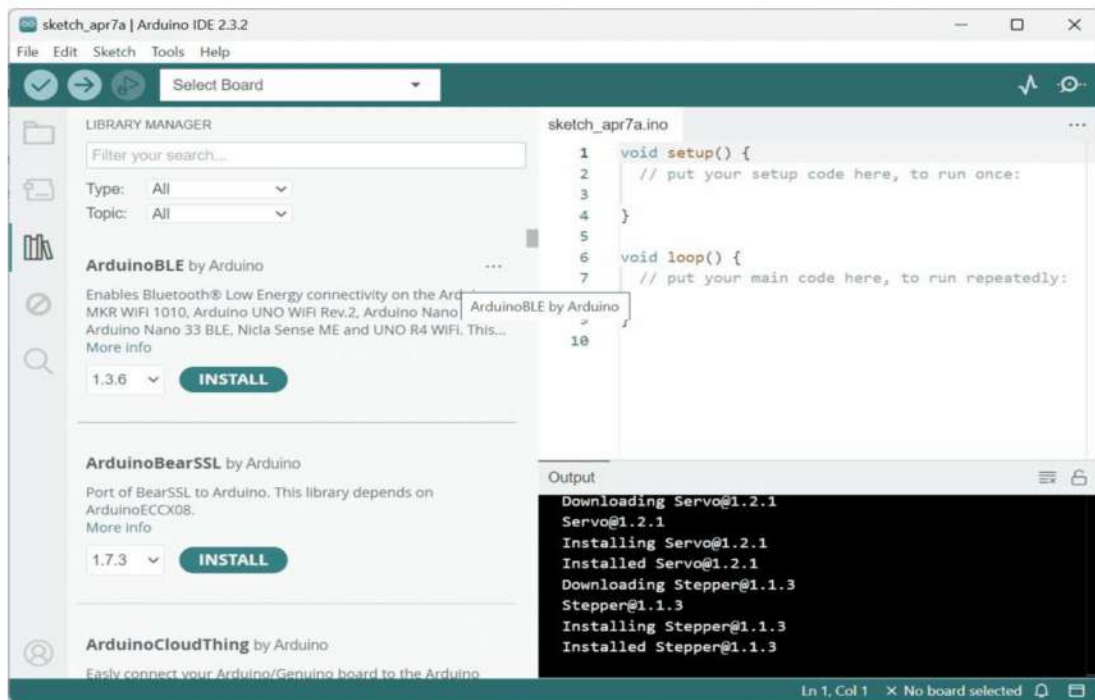 sketch_apr7a | Arduino IDE 2.3.2
File Edit Sketch Tools Help
Select Board
LIBRARY MANAGER
Filter your search...
Type: All
Topic: All
ArduinoBLE by Arduino
Enables Bluetooth® Low Energy connectivity on the
MKR WiFi 1010, Arduino UNO WiFi Rev.2, Arduino Nano
Arduino Nano 33 BLE, Nicla Sense ME and UNO R4 WiFi. This...
More info
1.3.6 INSTALL
ArduinoBearSSL by Arduino
Port of BearSSL to Arduino. This library depends on
ArduinoECCX08.
More info
1.7.3 INSTALL
ArduinoCloudThing by Arduino
Easly connect your Arduino/Genuino board to the Arduino
ArduinoBLE by Arduino
sketch_apr7a.ino
1 void setup() {
2 // put your setup code here, to run once:
3
4 }
5
6 void loop() {
7 // put your main code here, to run repeatedly:
9 }
10
Output
Downloading Servo@1.2.1
Servo@1.2.1
Installing Servo@1.2.1
Installed Servo@1.2.1
Downloading Stepper@1.1.3
Stepper@1.1.3
Installing Stepper@1.1.3
Installed Stepper@1.1.3
Ln 1, Col 1 × No board selected